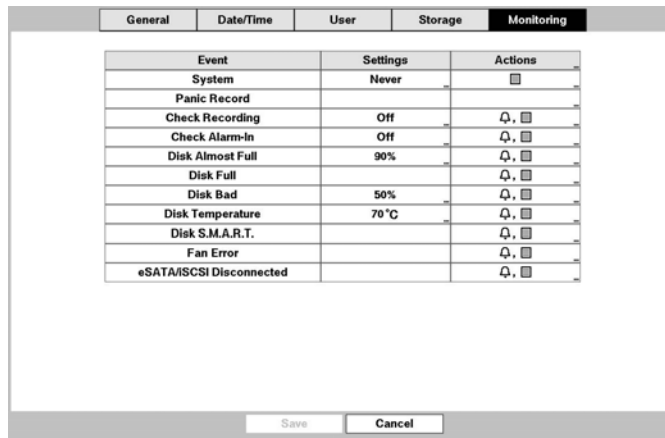 General Date/Time User Storage Monitoring
Event Settings Actions
System Never
Panic Record
Check Recording Off
Check Alarm-In Off
Disk Almost Full 90%
Disk Full
Disk Bad 50%
Disk Temperature 70°C
Disk S.M.A.R.T.
Fan Error
eSATA/iSCSI Disconnected
Save Cancel